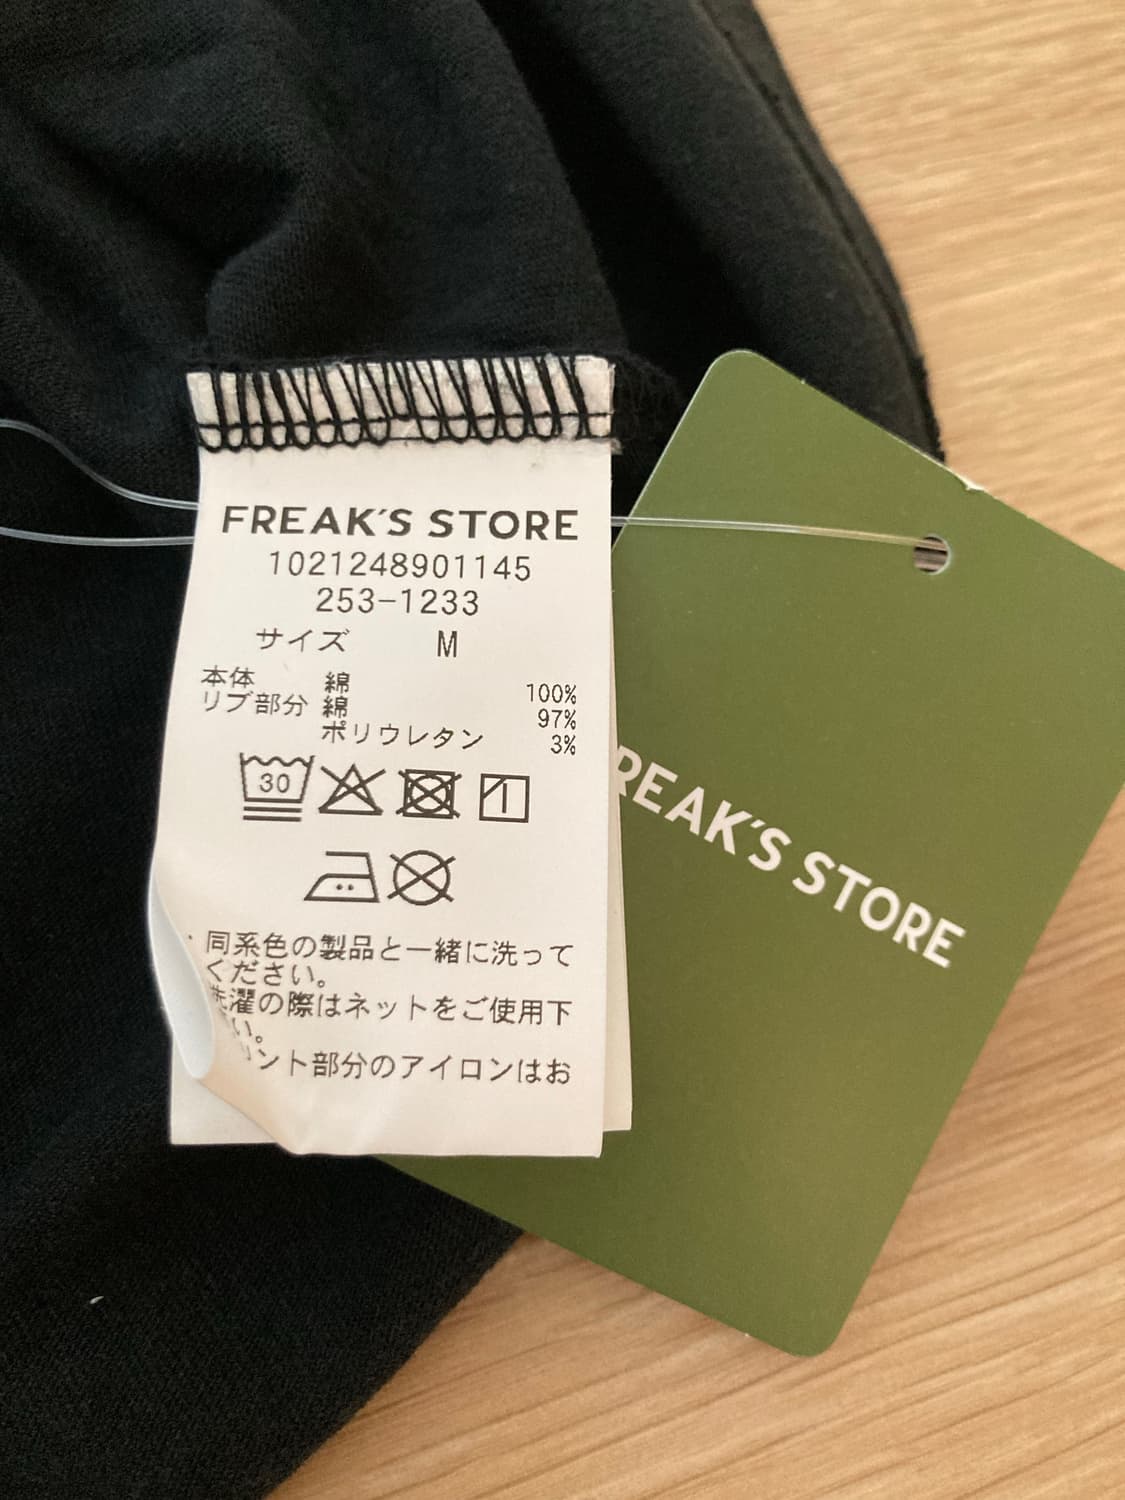 FREAK'S STORE
1021248901145
253-1233
サイズ M
本体 綿 100%
リブ部分 綿 97%
ポリウレタン 3%
30
同系色の製品と一緒に洗って
ください。
洗濯の際はネットをご使用下
い。
リント部分のアイロンはお
REAK'S STORE